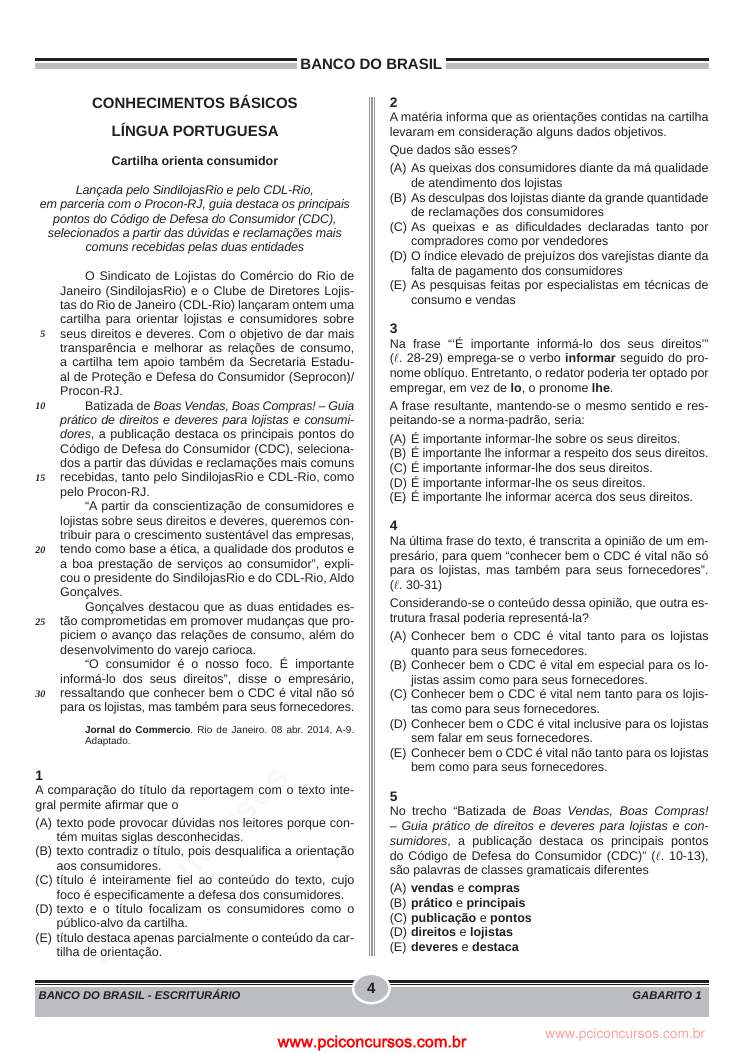 BANCO DO BRASIL
CONHECIMENTOS BÁSICOS
LÍNGUA PORTUGUESA
Cartilha orienta consumidor
Lançada pelo SindilojasRio e pelo CDL-Rio,
em parceria com o Procon-RJ, guia destaca os principais
pontos do Código de Defesa do Consumidor (CDC),
selecionados a partir das dúvidas e reclamações mais
comuns recebidas pelas duas entidades
O Sindicato de Lojistas do Comércio do Rio de
Janeiro (SindilojasRio) e o Clube de Diretores Lojis-
tas do Rio de Janeiro (CDL-Rio) lançaram ontem uma
cartilha para orientar lojistas e consumidores sobre
5 seus direitos e deveres. Com o objetivo de dar mais
transparência e melhorar as relações de consumo,
a cartilha tem apoio também da Secretaria Estadu-
al de Proteção e Defesa do Consumidor (Seprocon)/
Procon-RJ.
10 Batizada de Boas Vendas, Boas Compras! – Guia
prático de direitos e deveres para lojistas e consumi-
dores, a publicação destaca os principais pontos do
Código de Defesa do Consumidor (CDC), seleciona-
dos a partir das dúvidas e reclamações mais comuns
15 recebidas, tanto pelo SindilojasRio e CDL-Rio, como
pelo Procon-RJ.
“A partir da conscientização de consumidores e
lojistas sobre seus direitos e deveres, queremos con-
tribuir para o crescimento sustentável das empresas,
20 tendo como base a ética, a qualidade dos produtos e
a boa prestação de serviços ao consumidor”, expli-
cou o presidente do SindilojasRio e do CDL-Rio, Aldo
Gonçalves.
Gonçalves destacou que as duas entidades es-
25 tão comprometidas em promover mudanças que pro-
piciem o avanço das relações de consumo, além do
desenvolvimento do varejo carioca.
“O consumidor é o nosso foco. É importante
informá-lo dos seus direitos”, disse o empresário,
30 ressaltando que conhecer bem o CDC é vital não só
para os lojistas, mas também para seus fornecedores.
Jornal do Commercio. Rio de Janeiro. 08 abr. 2014, A-9.
Adaptado.
1
A comparação do título da reportagem com o texto inte-
gral permite afirmar que o
(A) texto pode provocar dúvidas nos leitores porque con-
tém muitas siglas desconhecidas.
(B) texto contradiz o título, pois desqualifica a orientação
aos consumidores.
(C) título é inteiramente fiel ao conteúdo do texto, cujo
foco é especificamente a defesa dos consumidores.
(D) texto e o título focalizam os consumidores como o
público-alvo da cartilha.
(E) título destaca apenas parcialmente o conteúdo da car-
tilha de orientação.
2
A matéria informa que as orientações contidas na cartilha
levaram em consideração alguns dados objetivos.
Que dados são esses?
(A) As queixas dos consumidores diante da má qualidade
de atendimento dos lojistas
(B) As desculpas dos lojistas diante da grande quantidade
de reclamações dos consumidores
(C) As queixas e as dificuldades declaradas tanto por
compradores como por vendedores
(D) O índice elevado de prejuízos dos varejistas diante da
falta de pagamento dos consumidores
(E) As pesquisas feitas por especialistas em técnicas de
consumo e vendas
3
Na frase “‘É importante informá-lo dos seus direitos’”
(ℓ. 28-29) emprega-se o verbo informar seguido do pro-
nome oblíquo. Entretanto, o redator poderia ter optado por
empregar, em vez de lo, o pronome lhe.
A frase resultante, mantendo-se o mesmo sentido e res-
peitando-se a norma-padrão, seria:
(A) É importante informar-lhe sobre os seus direitos.
(B) É importante lhe informar a respeito dos seus direitos.
(C) É importante informar-lhe dos seus direitos.
(D) É importante informar-lhe os seus direitos.
(E) É importante lhe informar acerca dos seus direitos.
4
Na última frase do texto, é transcrita a opinião de um em-
presário, para quem “conhecer bem o CDC é vital não só
para os lojistas, mas também para seus fornecedores”.
(ℓ. 30-31)
Considerando-se o conteúdo dessa opinião, que outra es-
trutura frasal poderia representá-la?
(A) Conhecer bem o CDC é vital tanto para os lojistas
quanto para seus fornecedores.
(B) Conhecer bem o CDC é vital em especial para os lo-
jistas assim como para seus fornecedores.
(C) Conhecer bem o CDC é vital nem tanto para os lojis-
tas como para seus fornecedores.
(D) Conhecer bem o CDC é vital inclusive para os lojistas
sem falar em seus fornecedores.
(E) Conhecer bem o CDC é vital não tanto para os lojistas
bem como para seus fornecedores.
5
No trecho “Batizada de Boas Vendas, Boas Compras!
– Guia prático de direitos e deveres para lojistas e con-
sumidores, a publicação destaca os principais pontos
do Código de Defesa do Consumidor (CDC)” (ℓ. 10-13),
são palavras de classes gramaticais diferentes
(A) vendas e compras
(B) prático e principais
(C) publicação e pontos
(D) direitos e lojistas
(E) deveres e destaca
BANCO DO BRASIL - ESCRITURÁRIO
4
GABARITO 1
www.pciconcursos.com.br
www.pciconcursos.com.br